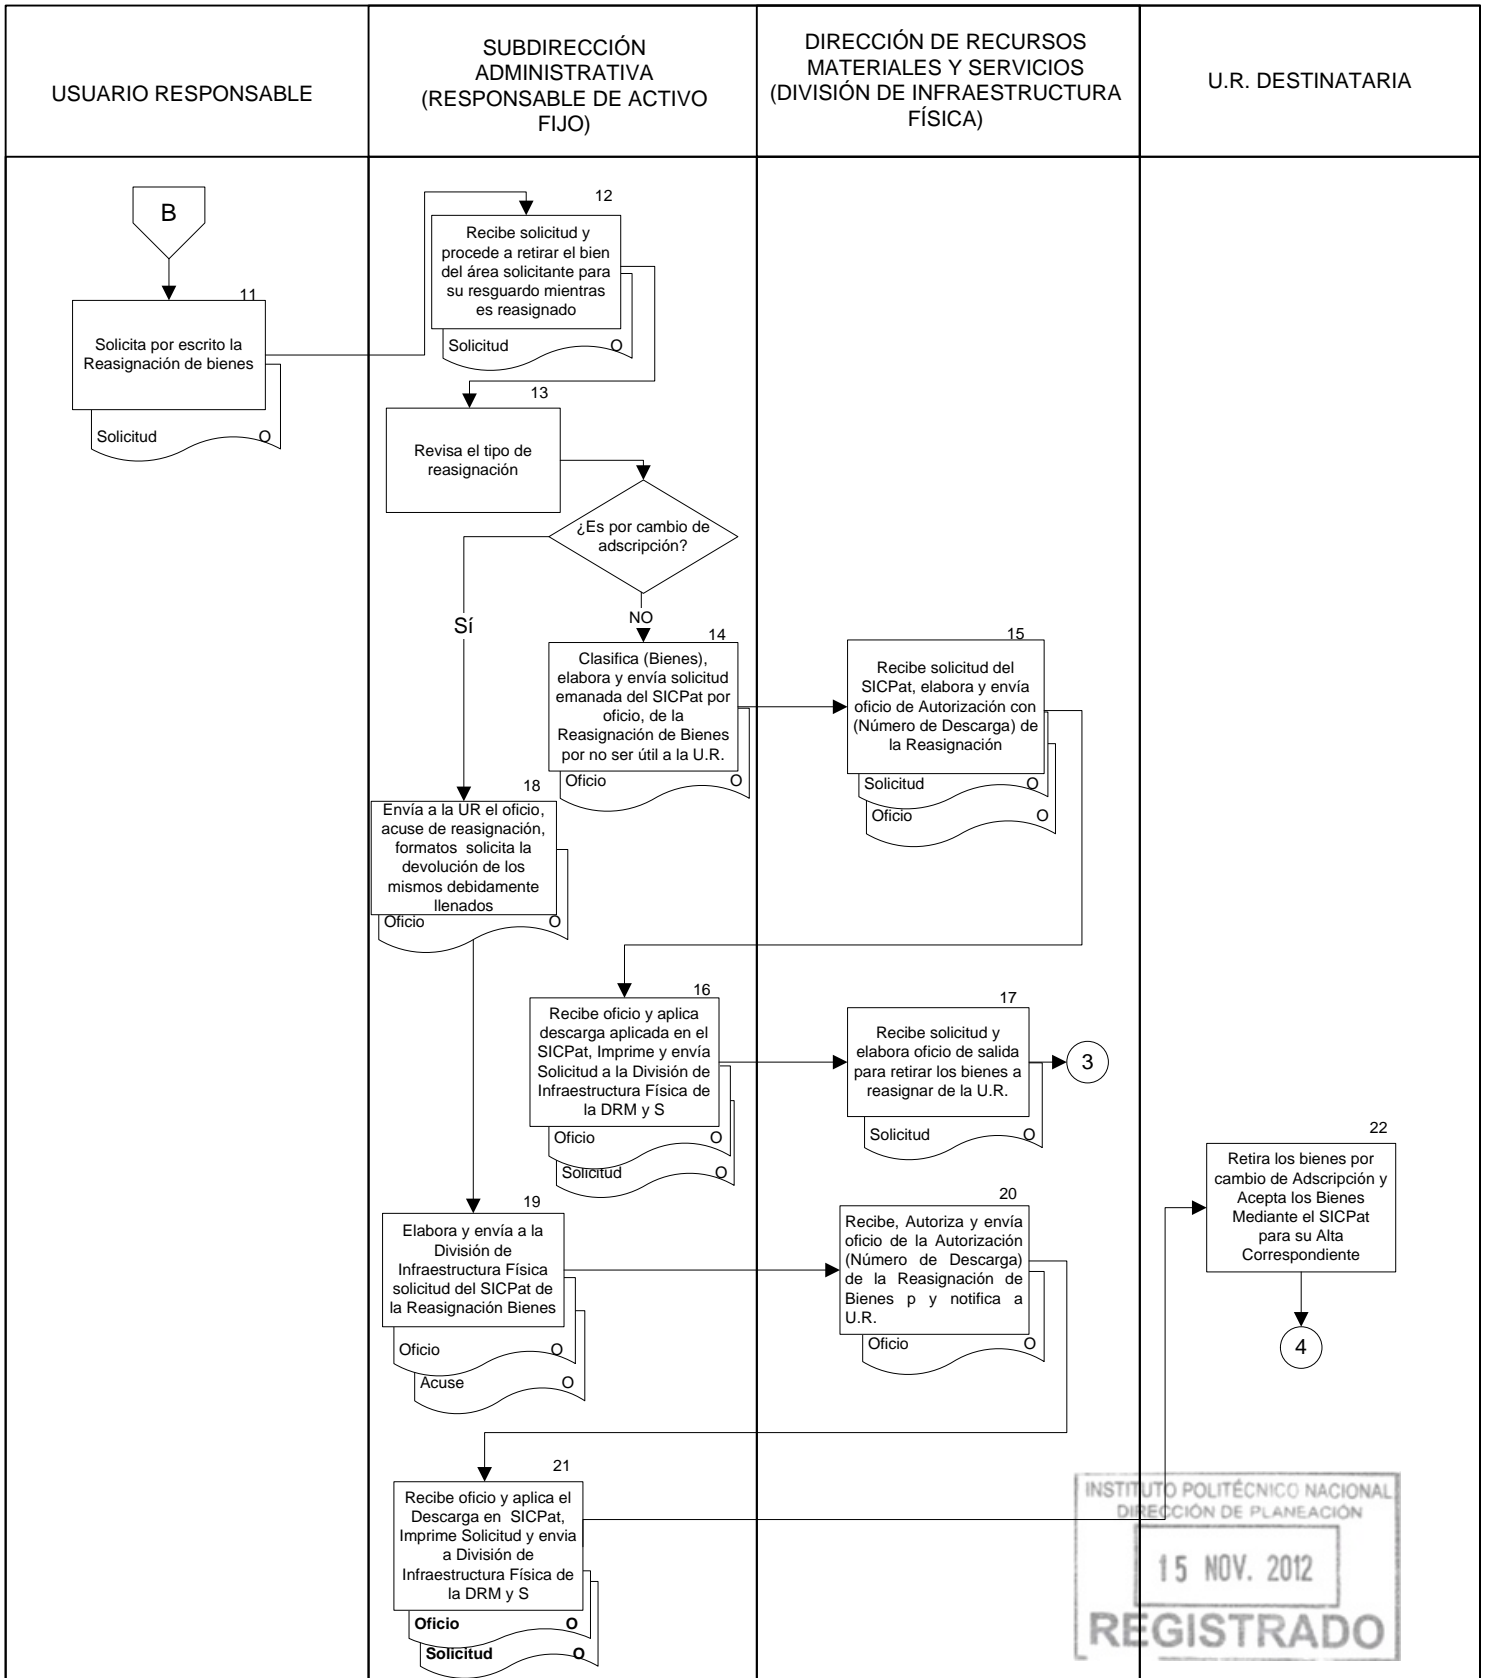 USUARIO RESPONSABLE
SUBDIRECCIÓN
ADMINISTRATIVA
(RESPONSABLE DE ACTIVO
FIJO)
DIRECCIÓN DE RECURSOS
MATERIALES Y SERVICIOS
(DIVISIÓN DE INFRAESTRUCTURA
FÍSICA)
U.R. DESTINATARIA
B
11
Solicita por escrito la
Reasignación de bienes
Solicitud O
12
Recibe solicitud y
procede a retirar el bien
del área solicitante para
su resguardo mientras
es reasignado
Solicitud O
13
Revisa el tipo de
reasignación
¿Es por cambio de
adscripción?
Sí
NO
14
Clasifica (Bienes),
elabora y envía solicitud
emanada del SICPat por
oficio, de la
Reasignación de Bienes
por no ser útil a la U.R.
Oficio O
15
Recibe solicitud del
SICPat, elabora y envía
oficio de Autorización con
(Número de Descarga) de
la Reasignación
Solicitud O
Oficio O
18
Envía a la UR el oficio,
acuse de reasignación,
formatos solicita la
devolución de los
mismos debidamente
llenados
Oficio O
16
Recibe oficio y aplica
descarga aplicada en el
SICPat, Imprime y envía
Solicitud a la División de
Infraestructura Física de
la DRM y S
Oficio O
Solicitud O
17
Recibe solicitud y
elabora oficio de salida
para retirar los bienes a
reasignar de la U.R.
Solicitud O
3
19
Elabora y envía a la
División de
Infraestructura Física
solicitud del SICPat de
la Reasignación Bienes
Oficio O
Acuse O
20
Recibe, Autoriza y envía
oficio de la Autorización
(Número de Descarga)
de la Reasignación de
Bienes p y notifica a
U.R.
Oficio O
22
Retira los bienes por
cambio de Adscripción y
Acepta los Bienes
Mediante el SICPat
para su Alta
Correspondiente
4
21
Recibe oficio y aplica el
Descarga en SICPat,
Imprime Solicitud y envia
a División de
Infraestructura Física de
la DRM y S
Oficio O
Solicitud O
INSTITUTO POLITÉCNICO NACIONAL
DIRECCIÓN DE PLANEACIÓN
15 NOV. 2012
REGISTRADO